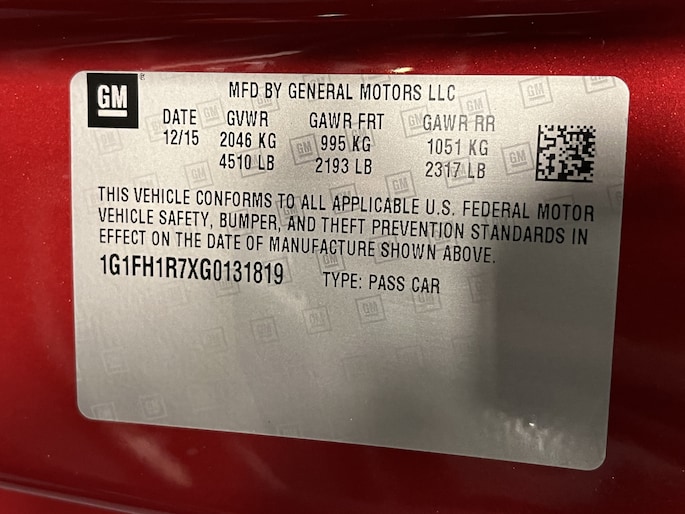 GM
MFD BY GENERAL MOTORS LLC
DATE GVWR GAWR FRT GAWR RR
12/15 2046 KG 995 KG 1051 KG
4510 LB 2193 LB 2317 LB
THIS VEHICLE CONFORMS TO ALL APPLICABLE U.S. FEDERAL MOTOR
VEHICLE SAFETY, BUMPER, AND THEFT PREVENTION STANDARDS IN
EFFECT ON THE DATE OF MANUFACTURE SHOWN ABOVE.
1G1FH1R7XG0131819 TYPE: PASS CAR